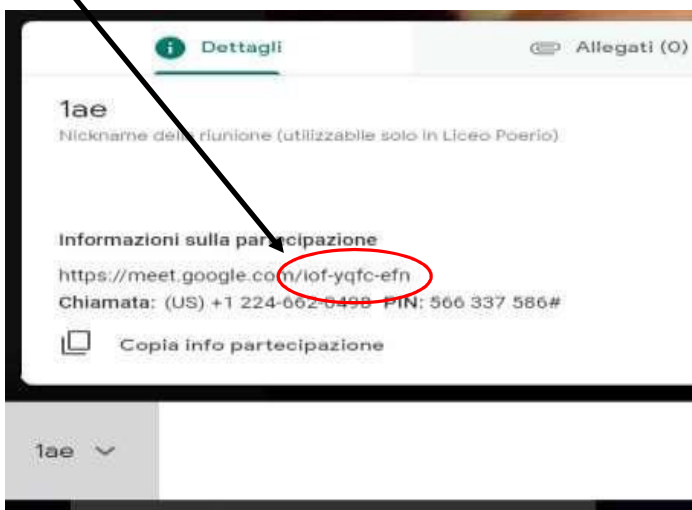 Dettagli
Allegati (0)
1ae
Nickname della riunione (utilizzabile solo in Liceo Poerio)
Informazioni sulla partecipazione
https://meet.google.com/iof-yqfc-efn
Chiamata: (US) +1 224-662-0498 PIN: 566 337 586#
Copia info partecipazione
1ae